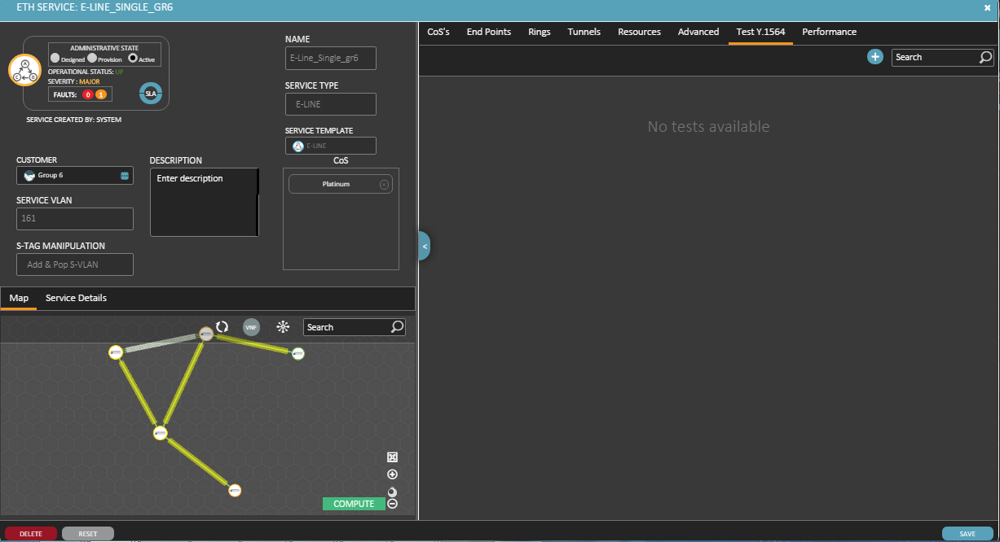 ETH SERVICE: E-LINE_SINGLE_GR6
ADMINISTRATIVE STATE
Designed Provision Active
OPERATIONAL STATUS: UP
SEVERITY : MAJOR
FAULTS: 0 1
SLA
A
C B
SERVICE CREATED BY: SYSTEM
NAME
E-Line_Single_gr6
SERVICE TYPE
E-LINE
SERVICE TEMPLATE
E-LINE
CUSTOMER
Group 6
DESCRIPTION
Enter description
CoS
Platinum
SERVICE VLAN
161
S-TAG MANIPULATION
Add & Pop S-VLAN
Map Service Details
VNF
Search
COMPUTE
CoS's End Points Rings Tunnels Resources Advanced Test Y.1564 Performance
Search
No tests available
<
DELETE RESET SAVE